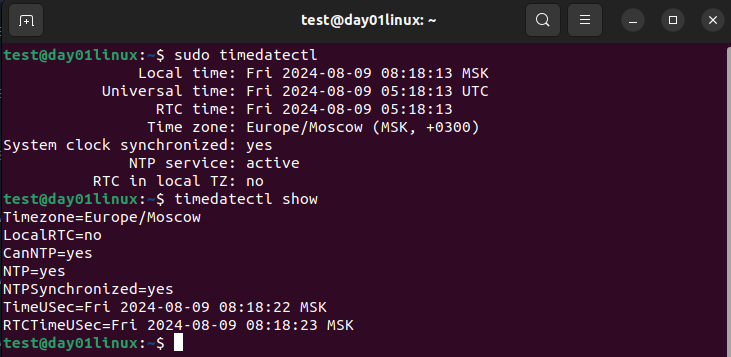 test@day01linux: ~
test@day01linux:~$ sudo timedatectl
Local time: Fri 2024-08-09 08:18:13 MSK
Universal time: Fri 2024-08-09 05:18:13 UTC
RTC time: Fri 2024-08-09 05:18:13
Time zone: Europe/Moscow (MSK, +0300)
System clock synchronized: yes
NTP service: active
RTC in local TZ: no
test@day01linux:~$ timedatectl show
Timezone=Europe/Moscow
LocalRTC=no
CanNTP=yes
NTP=yes
NTPSynchronized=yes
TimeUSec=Fri 2024-08-09 08:18:22 MSK
RTCTimeUSec=Fri 2024-08-09 08:18:23 MSK
test@day01linux:~$